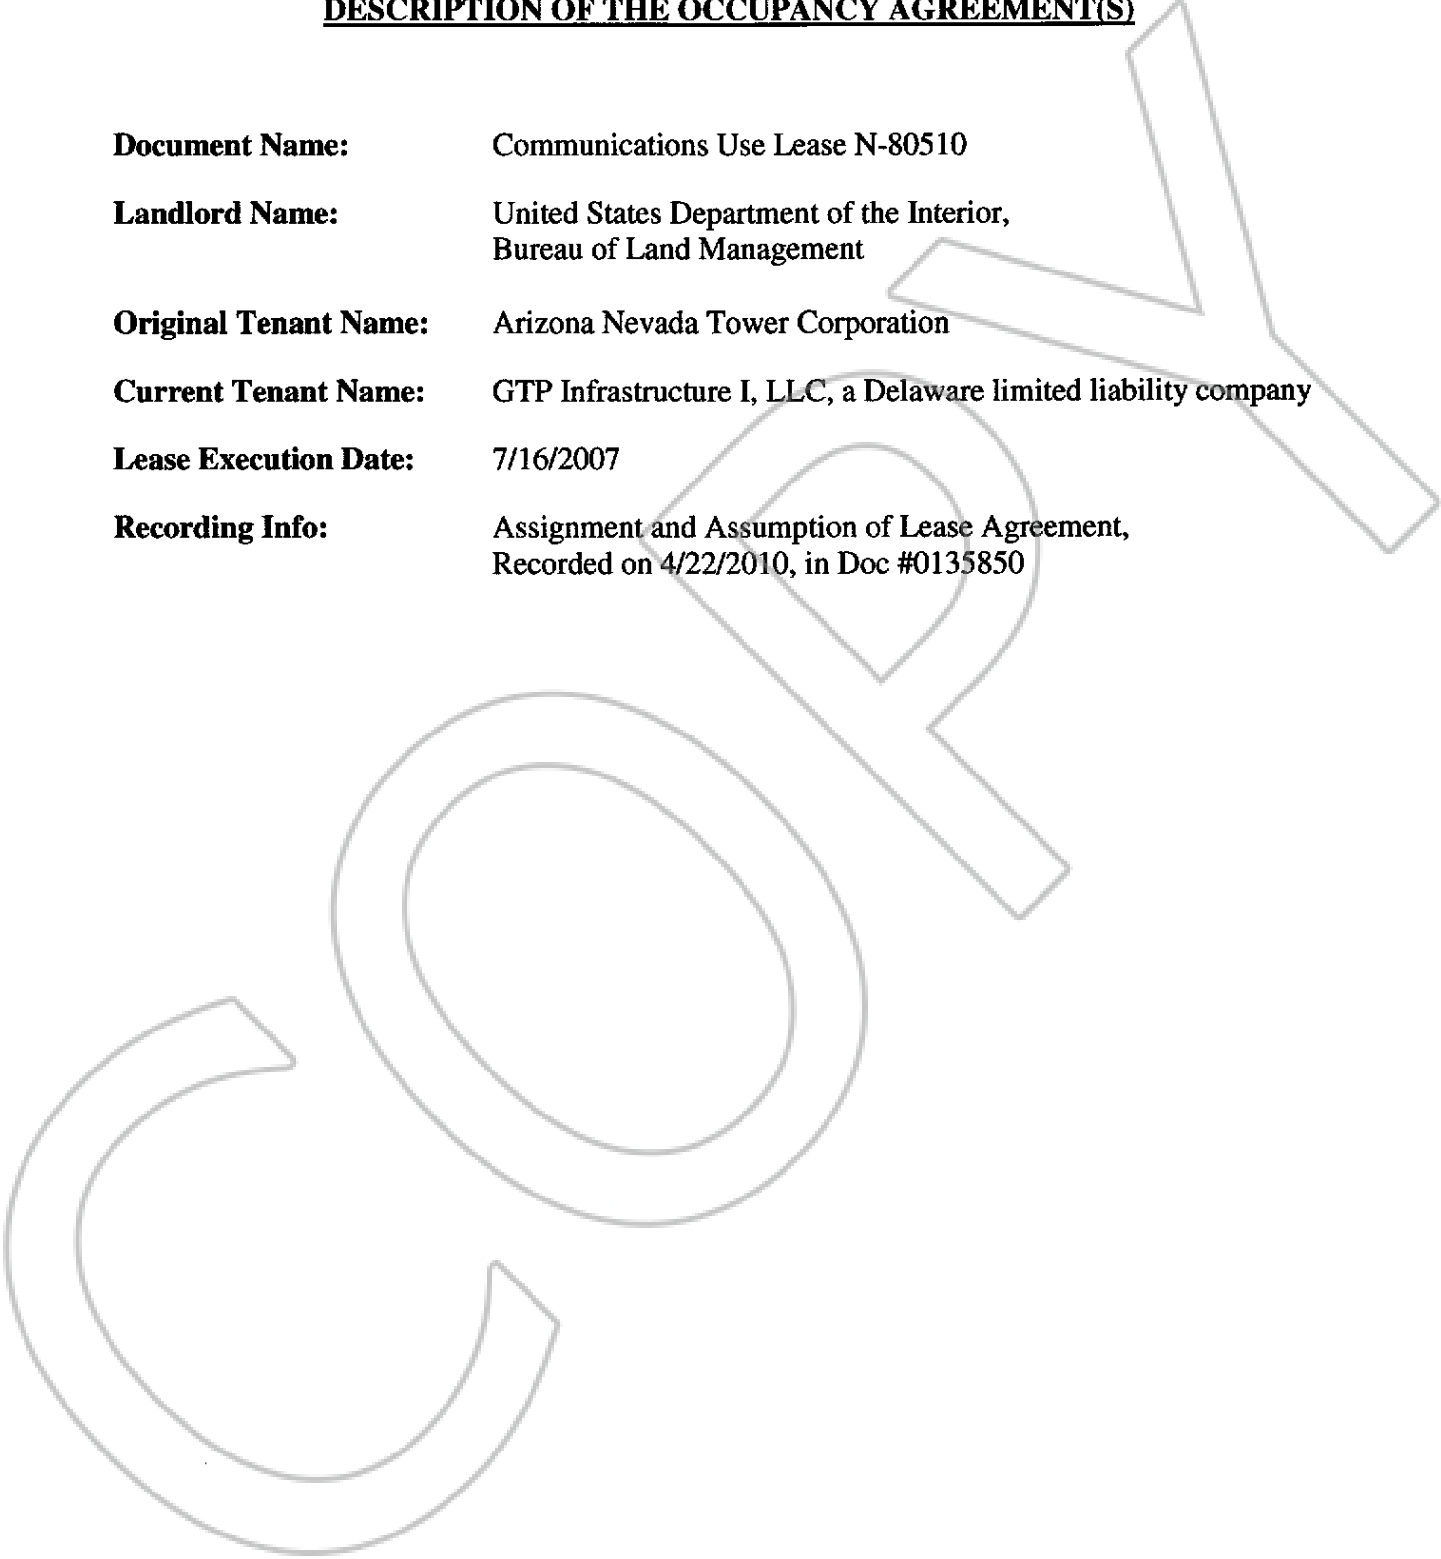 DESCRIPTION OF THE OCCUPANCY AGREEMENT(S)
Document Name: Communications Use Lease N-80510
Landlord Name: United States Department of the Interior,
Bureau of Land Management
Original Tenant Name: Arizona Nevada Tower Corporation
Current Tenant Name: GTP Infrastructure I, LLC, a Delaware limited liability company
Lease Execution Date: 7/16/2007
Recording Info: Assignment and Assumption of Lease Agreement,
Recorded on 4/22/2010, in Doc #0135850
COPY